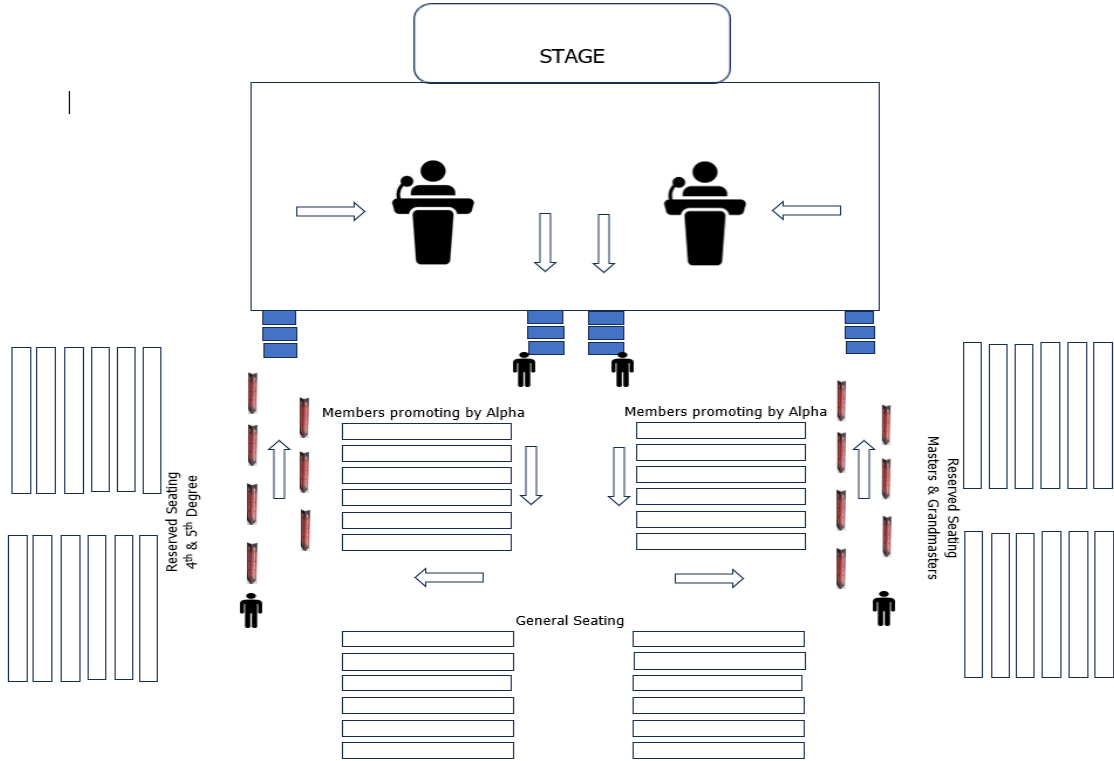 STAGE
Members promoting by Alpha
Members promoting by Alpha
Reserved Seating
4th & 5th Degree
Reserved Seating
Masters & Grandmasters
General Seating